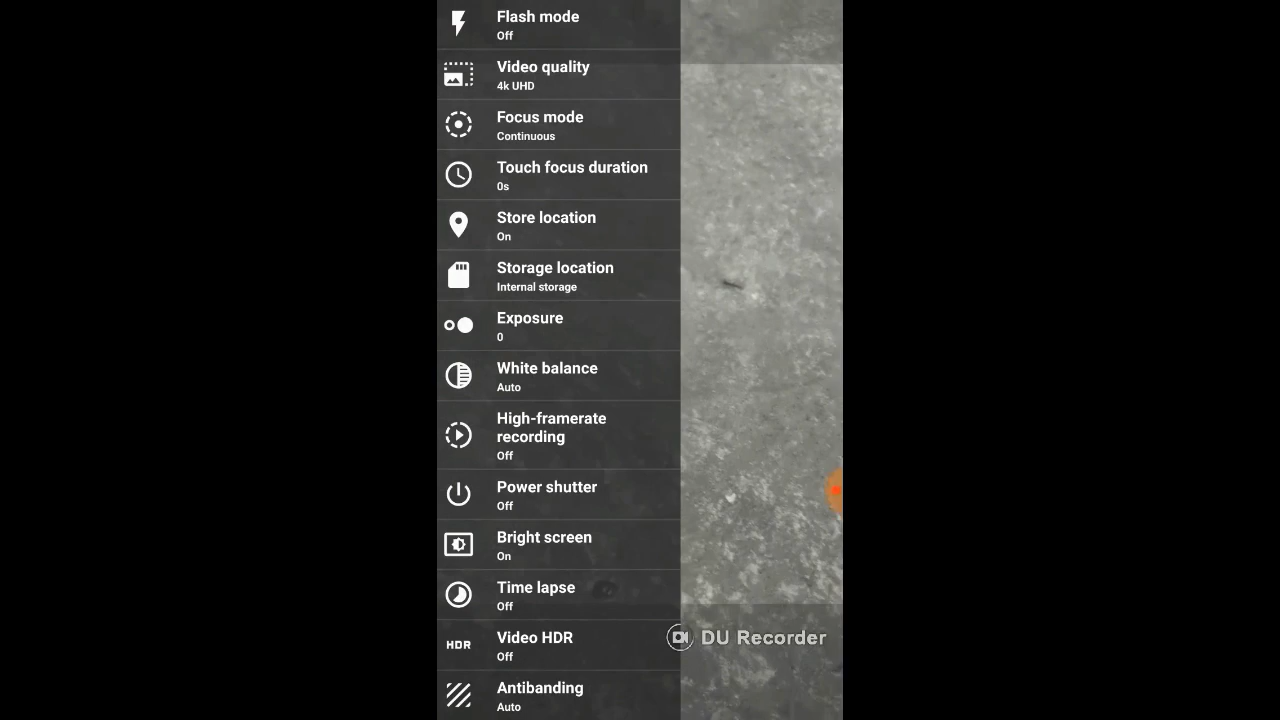 Flash mode
Off
Video quality
4k UHD
Focus mode
Continuous
Touch focus duration
0s
Store location
On
Storage location
Internal storage
Exposure
0
White balance
Auto
High-framerate
recording
Off
Power shutter
Off
Bright screen
On
Time lapse
Off
HDR
Video HDR
Off
DU Recorder
Antibanding
Auto